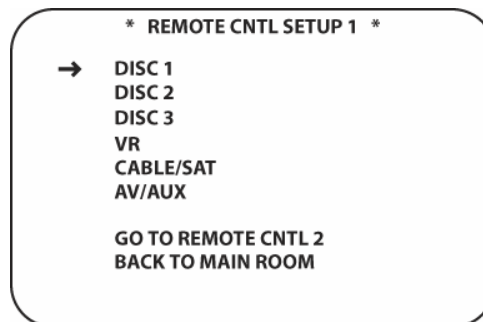 * REMOTE CNTL SETUP 1 *
→ DISC 1
DISC 2
DISC 3
VR
CABLE/SAT
AV/AUX
GO TO REMOTE CNTL 2
BACK TO MAIN ROOM